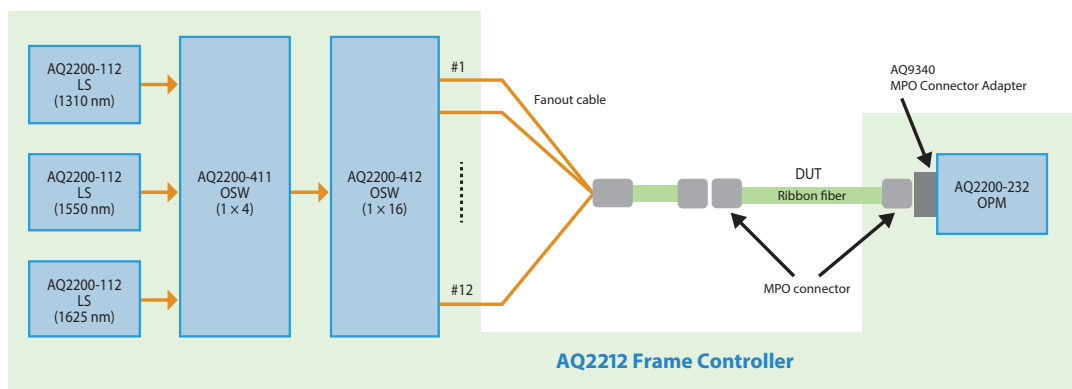 AQ2200-112
LS
(1310 nm)
AQ2200-112
LS
(1550 nm)
AQ2200-112
LS
(1625 nm)
AQ2200-411
OSW
(1 × 4)
AQ2200-412
OSW
(1 × 16)
#1
#12
Fanout cable
DUT
Ribbon fiber
MPO connector
AQ9340
MPO Connector Adapter
AQ2200-232
OPM
AQ2212 Frame Controller